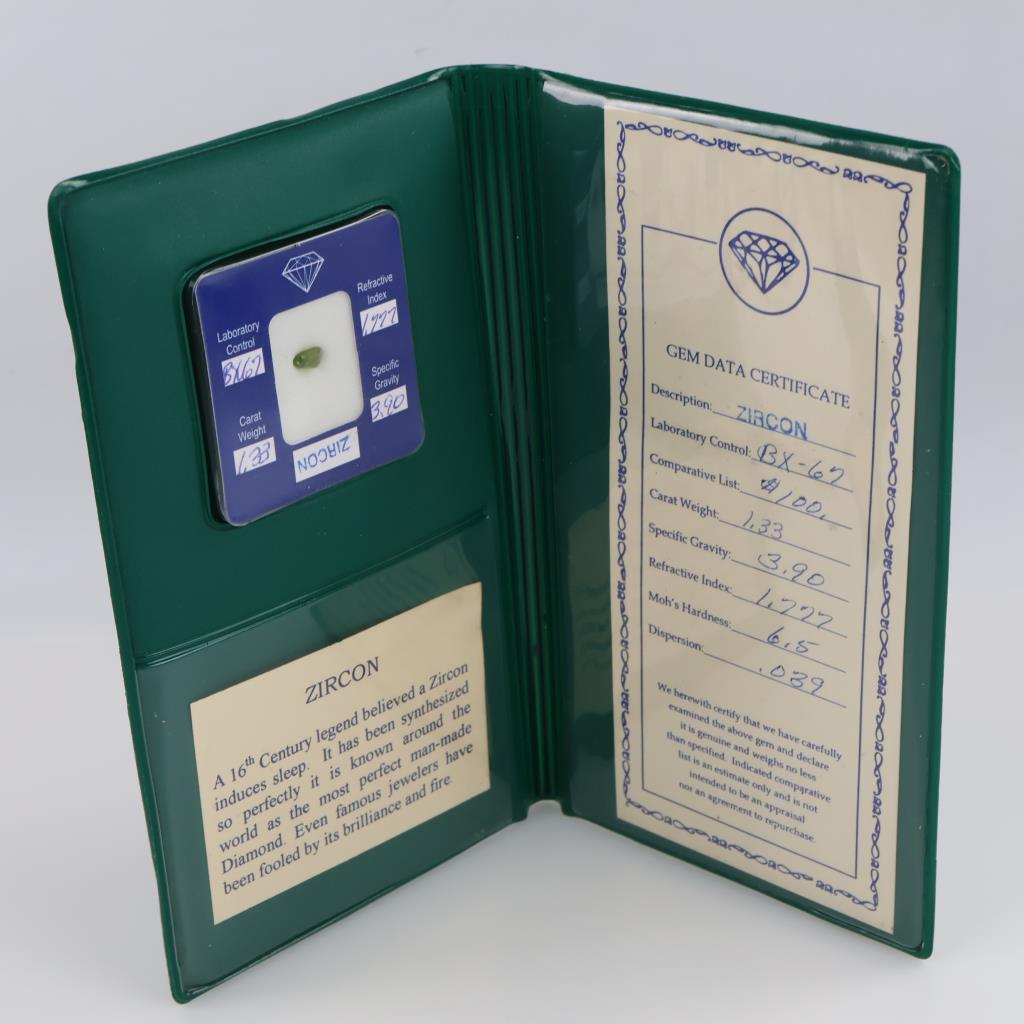 Refractive
Index
1.777
Laboratory
Control
BX67
Specific
Gravity
3.90
Carat
Weight
1.33
ZIRCON
ZIRCON
A 16th Century legend believed a Zircon
induces sleep. It has been synthesized
so perfectly it is known around the
world as the most perfect man-made
Diamond. Even famous jewelers have
been fooled by its brilliance and fire.
GEM DATA CERTIFICATE
Description: ZIRCON
Laboratory Control: BX-67
Comparative List: $100.
Carat Weight: 1.33
Specific Gravity: 3.90
Refractive Index: 1.777
Moh's Hardness: 6.5
Dispersion: .039
We herewith certify that we have carefully
examined the above gem and declare
it is genuine and weighs no less
than specified. Indicated comparative
list is an estimate only and is not
intended to be an appraisal
nor an agreement to repurchase.